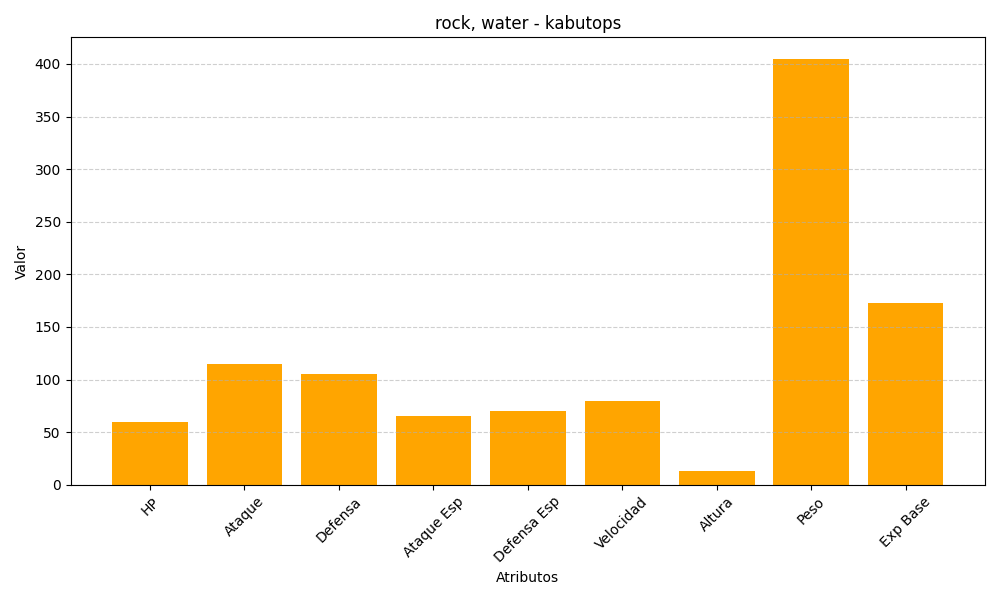 rock, water - kabutops
Valor
400
350
300
250
200
150
100
50
0
HP
Ataque
Defensa
Ataque Esp
Defensa Esp
Velocidad
Altura
Peso
Exp Base
Atributos